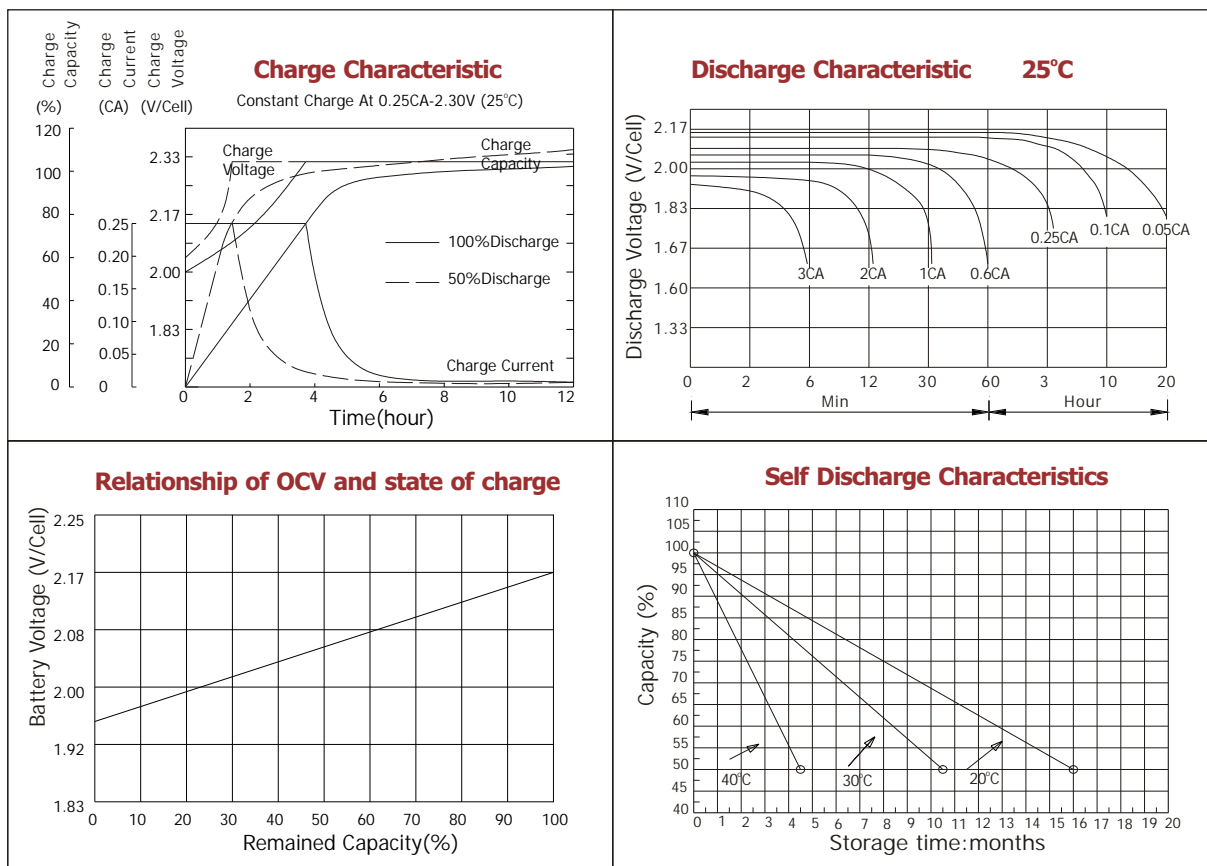 Charge Capacity
Charge Current
Charge Voltage
(%) (CA) (V/Cell)
Charge Characteristic
Constant Charge At 0.25CA-2.30V (25°C)
120
100
80
60
40
20
0
0.25
0.20
0.15
0.10
0.05
0
2.33
2.17
2.00
1.83
Charge Voltage
Charge Capacity
100%Discharge
50%Discharge
Charge Current
0 2 4 6 8 10 12
Time(hour)
Discharge Characteristic 25°C
Discharge Voltage (V/Cell)
2.17
2.00
1.83
1.67
1.60
1.33
3CA 2CA 1CA 0.6CA 0.25CA 0.1CA 0.05CA
0 2 6 12 30 60 3 10 20
Min Hour
Relationship of OCV and state of charge
Battery Voltage (V/Cell)
2.25
2.17
2.08
2.00
1.92
1.83
0 10 20 30 40 50 60 70 80 90 100
Remained Capacity(%)
Self Discharge Characteristics
Capacity (%)
110
105
100
95
90
85
80
75
70
65
60
55
50
45
40
40°C 30°C 20°C
0 1 2 3 4 5 6 7 8 9 10 11 12 13 14 15 16 17 18 19 20
Storage time:months